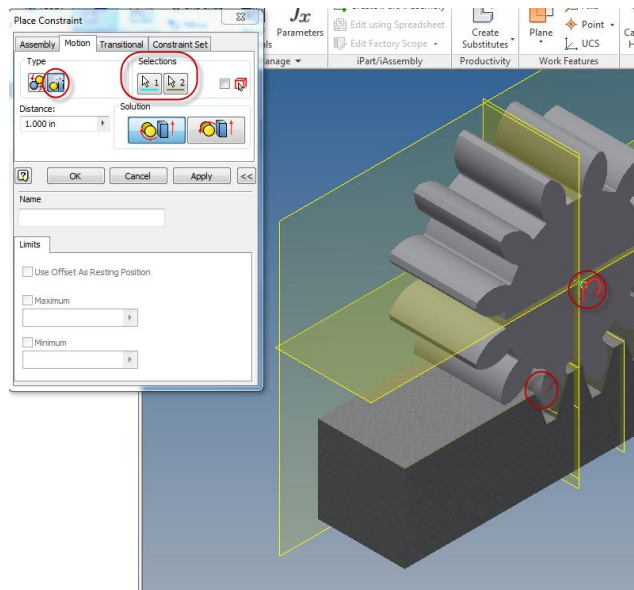 Place Constraint
Assembly Motion Transitional Constraint Set
Type
Selections
1 2
Distance:
1.000 in
Solution
OK Cancel Apply <<
Name
Limits
Use Offset As Resting Position
Maximum
Minimum
Jx
Parameters
Edit using Spreadsheet
Edit Factory Scope
iPart/iAssembly
Create
Substitutes
Productivity
Plane
Point
UCS
Work Features